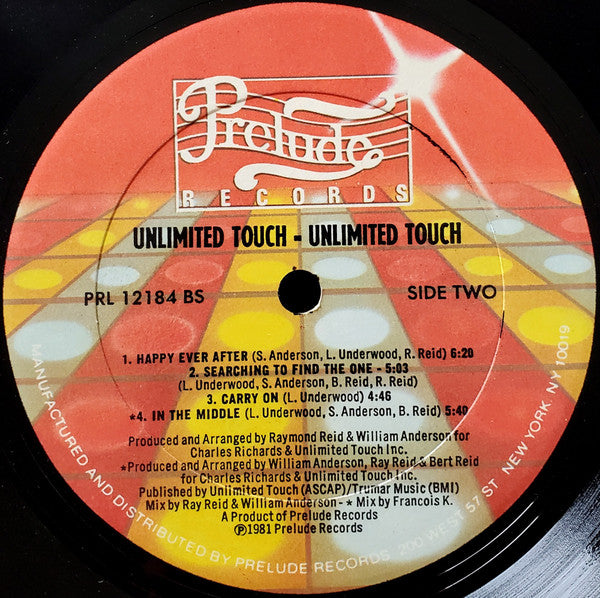 Prelude
RECORDS
UNLIMITED TOUCH - UNLIMITED TOUCH
PRL 12184 BS
SIDE TWO
1. HAPPY EVER AFTER (S. Anderson, L. Underwood, R. Reid) 6:20
2. SEARCHING TO FIND THE ONE - 5:03
(L. Underwood, S. Anderson, B. Reid, R. Reid)
3. CARRY ON (L. Underwood) 4:46
*4. IN THE MIDDLE (L. Underwood, S. Anderson, B. Reid) 5:40
Produced and Arranged by Raymond Reid & William Anderson for
Charles Richards & Unlimited Touch Inc.
*Produced and Arranged by William Anderson, Ray Reid & Bert Reid
for Charles Richards & Unlimited Touch Inc.
Published by Unlimited Touch (ASCAP)/Trumar Music (BMI)
Mix by Ray Reid & William Anderson - * Mix by Francois K.
A Product of Prelude Records
℗1981 Prelude Records
MANUFACTURED AND DISTRIBUTED BY PRELUDE RECORDS 200 WEST 57 ST NEW YORK NY 10019